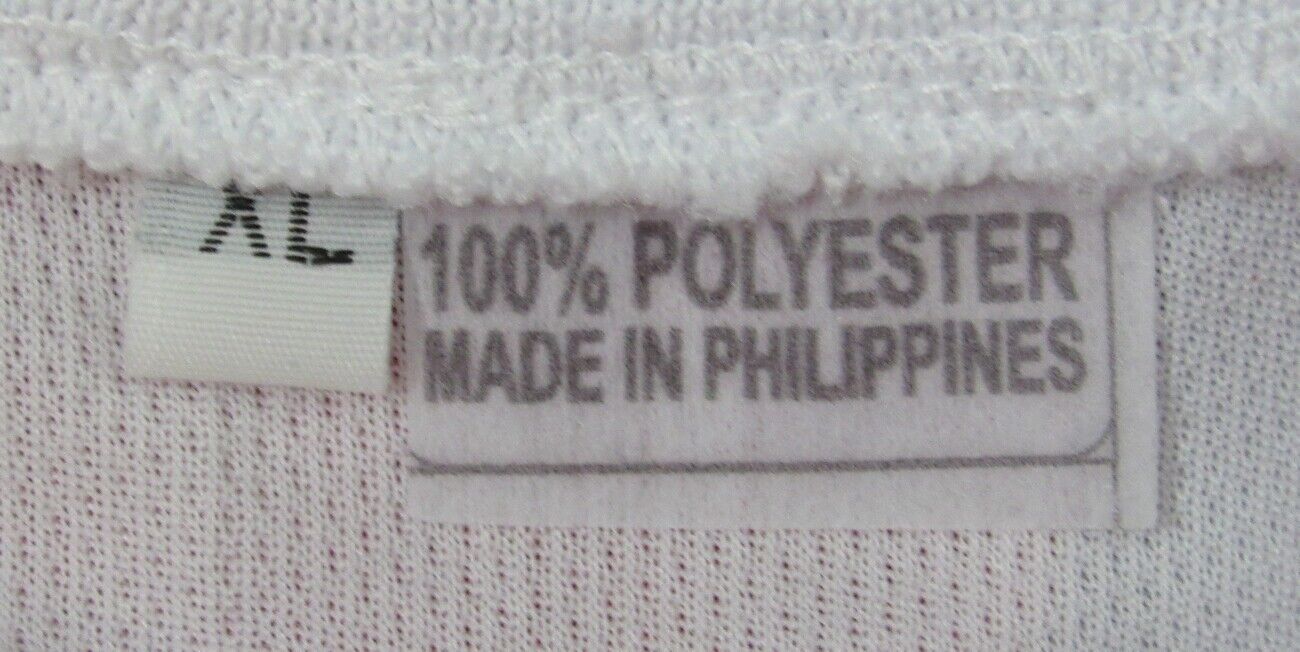 XL
100% POLYESTER
MADE IN PHILIPPINES